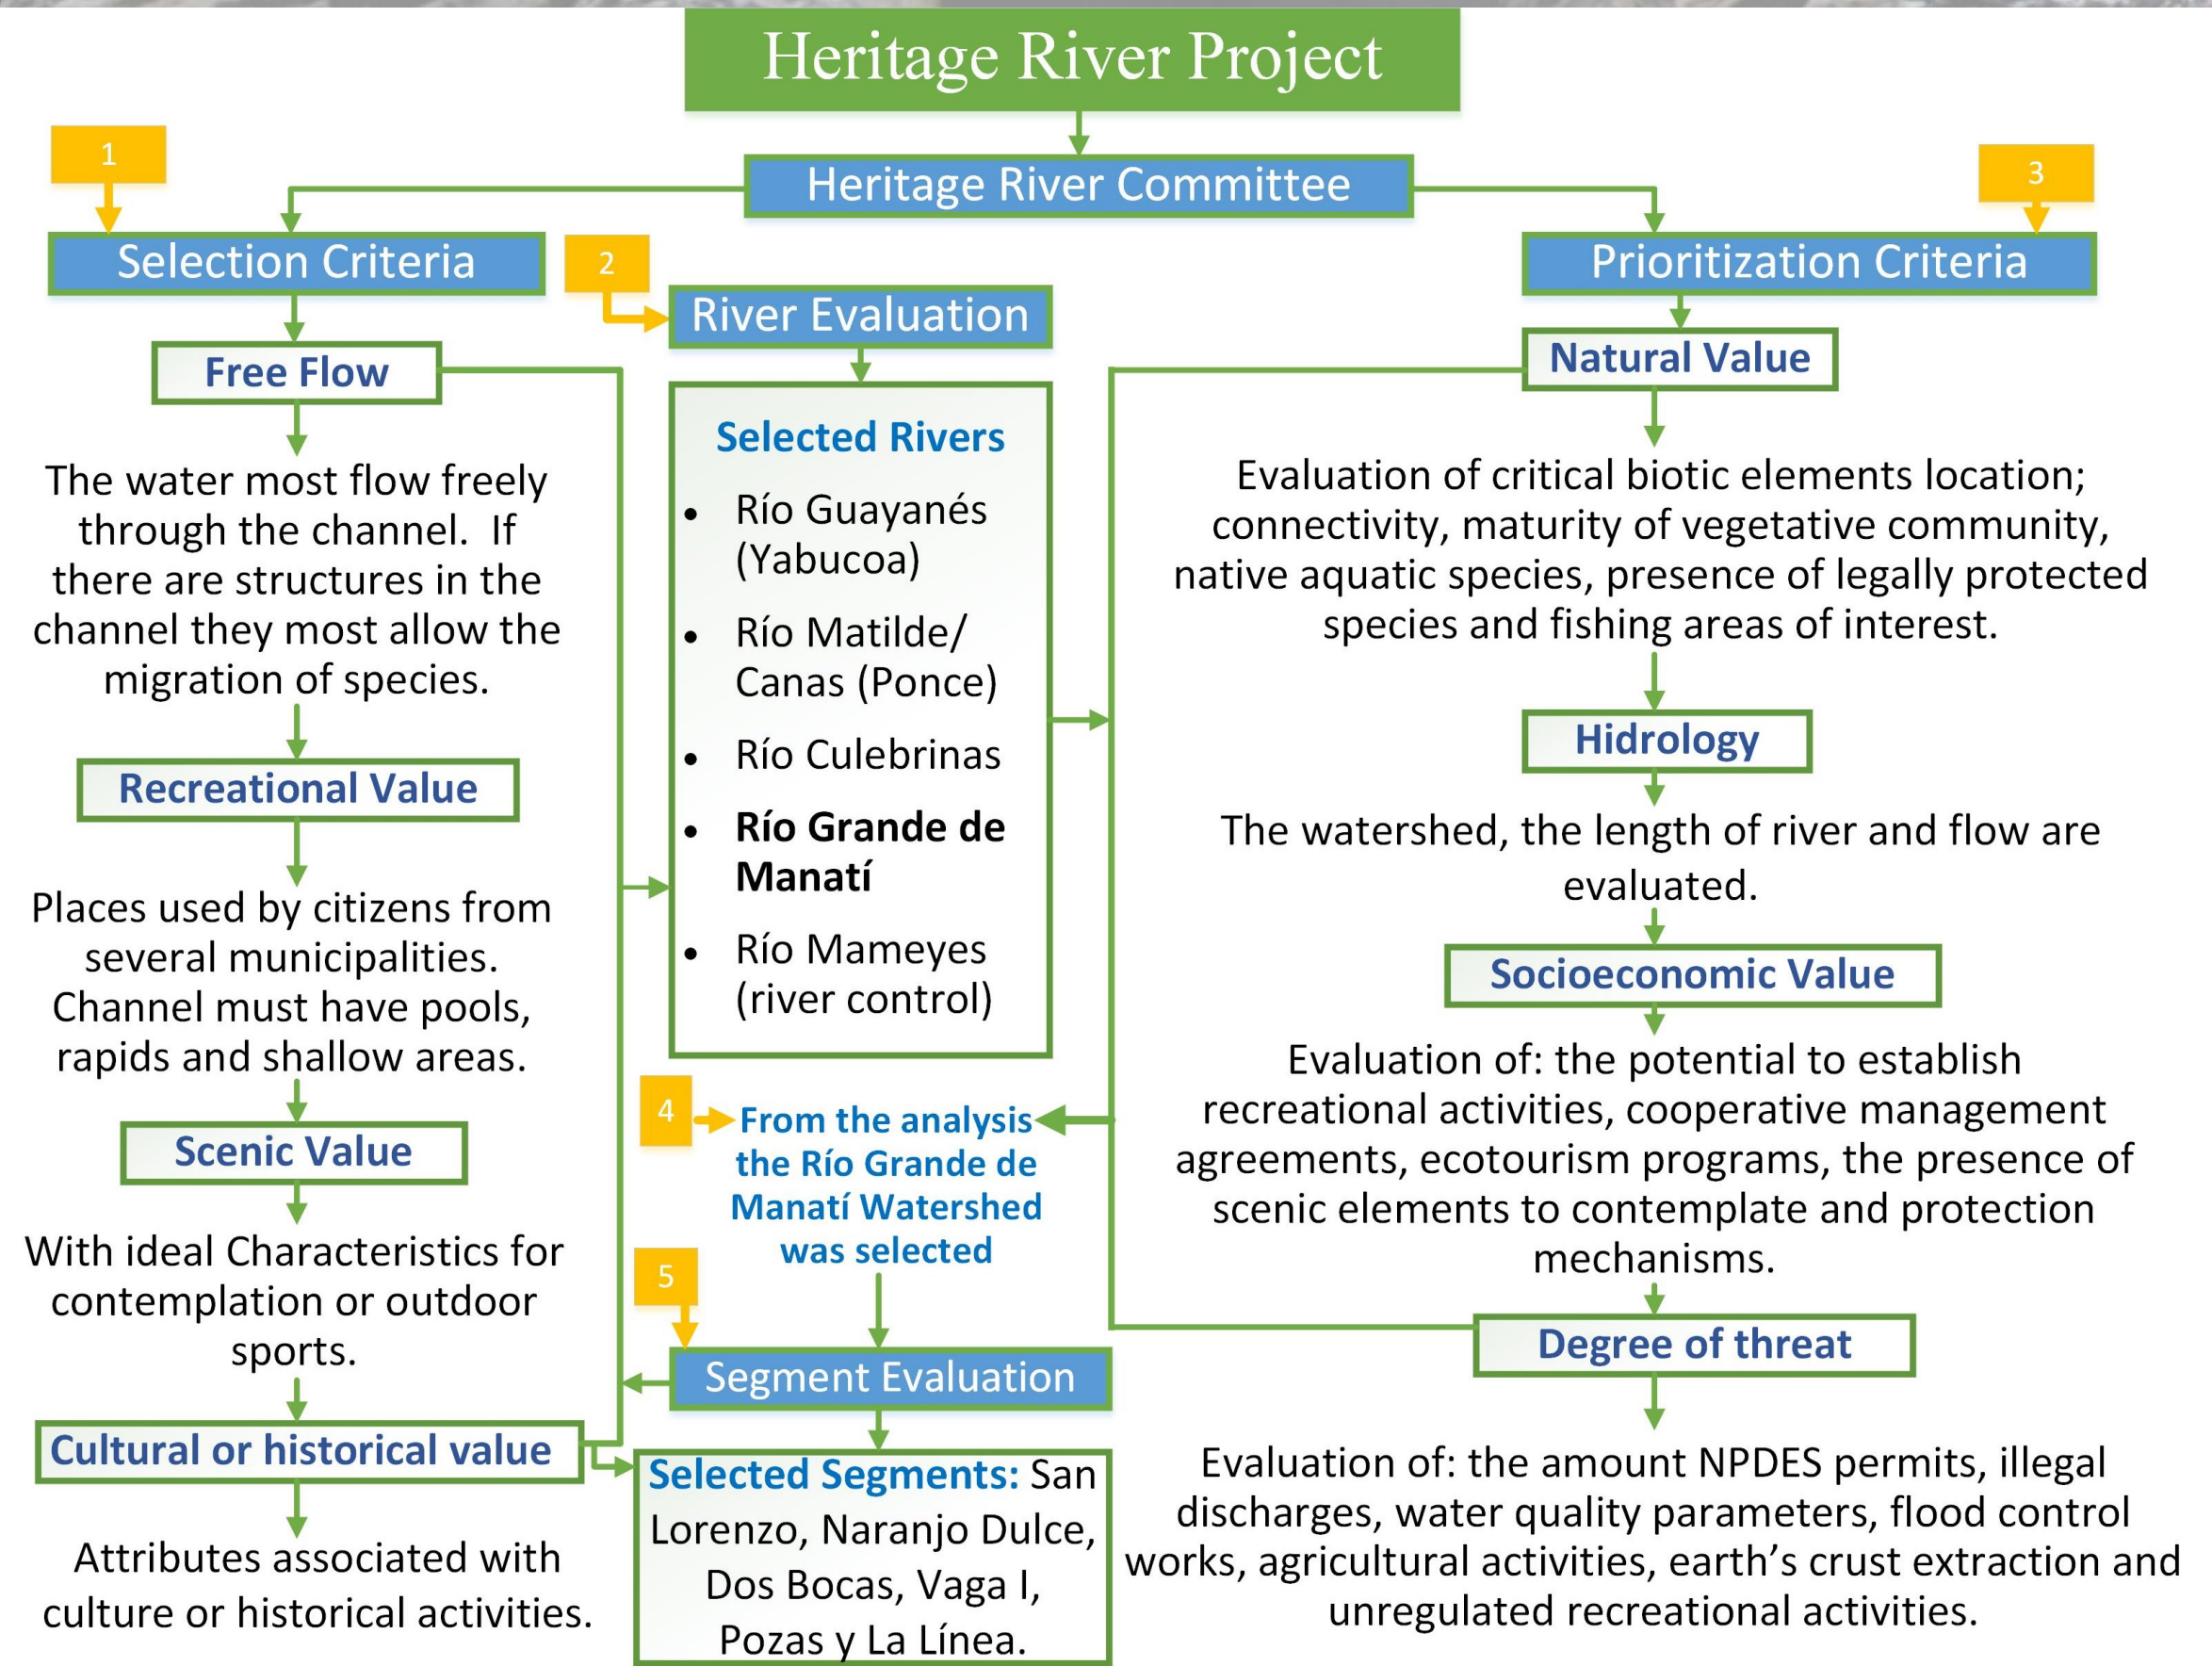 Heritage River Project
Heritage River Committee
1
Selection Criteria
Free Flow
The water most flow freely
through the channel. If
there are structures in the
channel they most allow the
migration of species.
Recreational Value
Places used by citizens from
several municipalities.
Channel must have pools,
rapids and shallow areas.
Scenic Value
With ideal Characteristics for
contemplation or outdoor
sports.
Cultural or historical value
Attributes associated with
culture or historical activities.
2
River Evaluation
Selected Rivers
• Río Guayanés
(Yabucoa)
• Río Matilde/
Canas (Ponce)
• Río Culebrinas
• Río Grande de
Manatí
• Río Mameyes
(river control)
3
Prioritization Criteria
Natural Value
Evaluation of critical biotic elements location;
connectivity, maturity of vegetative community,
native aquatic species, presence of legally protected
species and fishing areas of interest.
Hidrology
The watershed, the length of river and flow are
evaluated.
Socioeconomic Value
Evaluation of: the potential to establish
recreational activities, cooperative management
agreements, ecotourism programs, the presence of
scenic elements to contemplate and protection
mechanisms.
Degree of threat
Evaluation of: the amount NPDES permits, illegal
discharges, water quality parameters, flood control
works, agricultural activities, earth’s crust extraction and
unregulated recreational activities.
4
From the analysis
the Río Grande de
Manatí Watershed
was selected
5
Segment Evaluation
Selected Segments: San
Lorenzo, Naranjo Dulce,
Dos Bocas, Vaga I,
Pozas y La Línea.